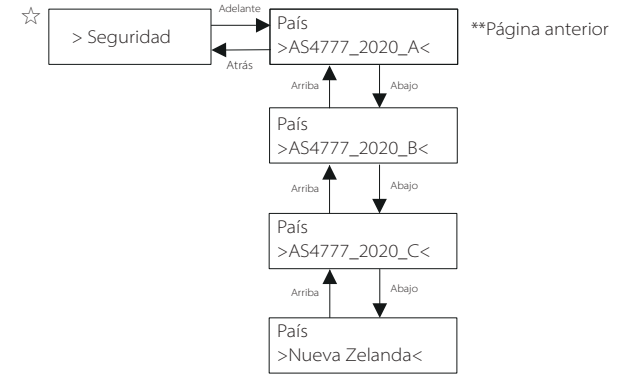 > Seguridad
Adelante
Atrás
País
>AS4777_2020_A<
**Página anterior
Arriba
Abajo
País
>AS4777_2020_B<
Arriba
Abajo
País
>AS4777_2020_C<
Arriba
Abajo
País
>Nueva Zelanda<